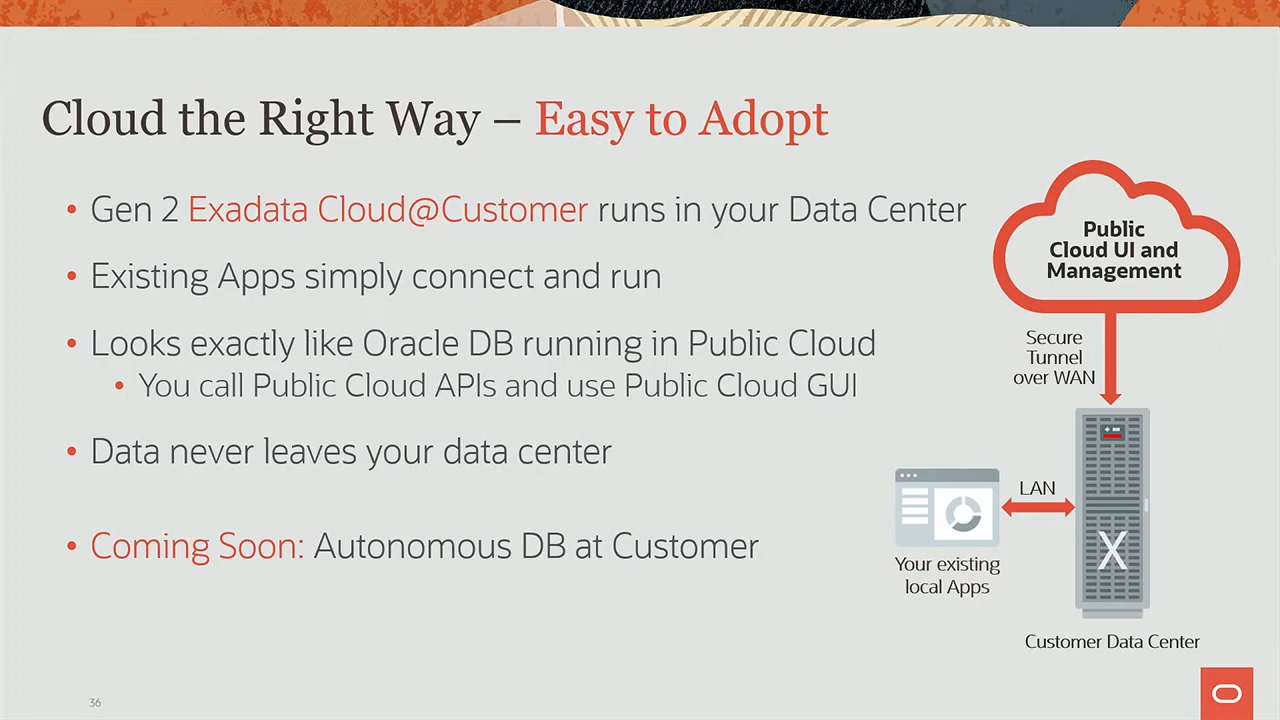 Cloud the Right Way – Easy to Adopt
• Gen 2 Exadata Cloud@Customer runs in your Data Center
• Existing Apps simply connect and run
• Looks exactly like Oracle DB running in Public Cloud
• You call Public Cloud APIs and use Public Cloud GUI
• Data never leaves your data center
• Coming Soon: Autonomous DB at Customer
Public
Cloud UI and
Management
Secure
Tunnel
over WAN
LAN
X
Your existing
local Apps
Customer Data Center
36